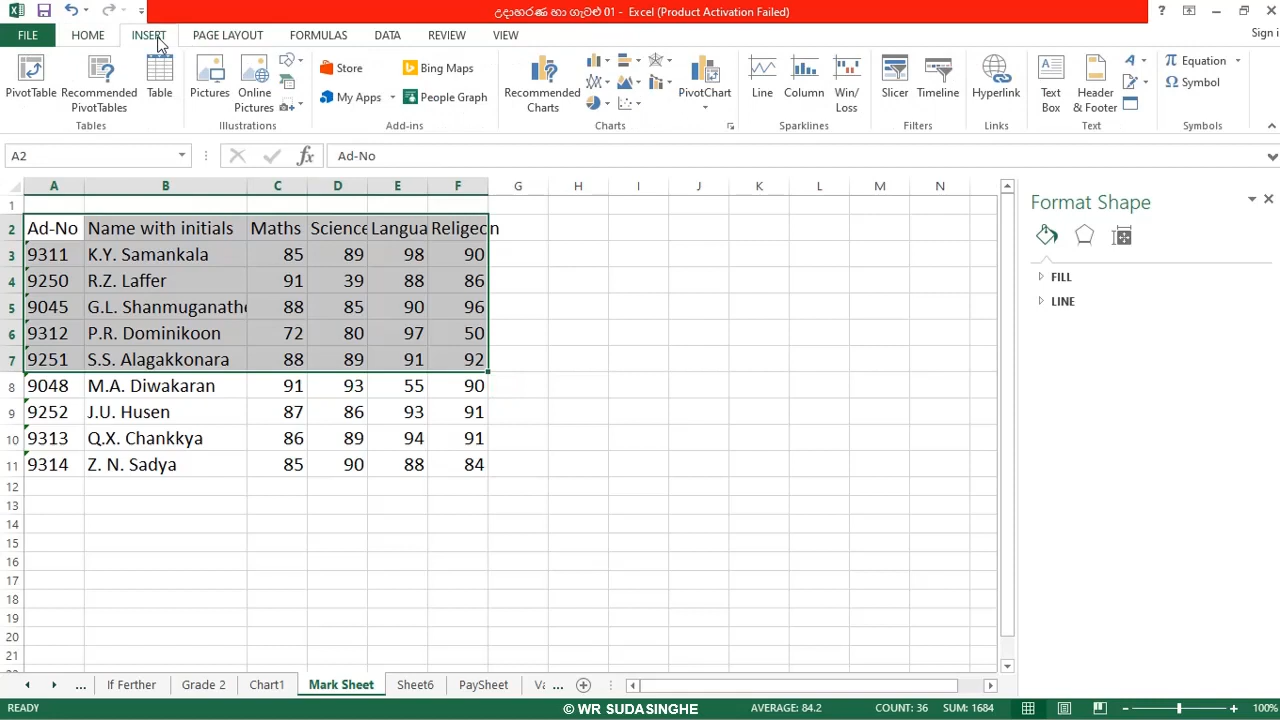 උදාහරණ හා ගැටළු 01 - Excel (Product Activation Failed)
FILE HOME INSERT PAGE LAYOUT FORMULAS DATA REVIEW VIEW Sign i
PivotTable Recommended PivotTables Table Pictures Online Pictures Store My Apps Bing Maps People Graph Recommended Charts PivotChart Line Column Win/Loss Slicer Timeline Hyperlink Text Box Header & Footer Equation Symbol
Tables Illustrations Add-ins Charts Sparklines Filters Links Text Symbols
A2 fx Ad-No
A B C D E F G H I J K L M N
1
2 Ad-No Name with initials Maths Science Langua Religeon
3 9311 K.Y. Samankala 85 89 98 90
4 9250 R.Z. Laffer 91 39 88 86
5 9045 G.L. Shanmuganathe 88 85 90 96
6 9312 P.R. Dominikoon 72 80 97 50
7 9251 S.S. Alagakkonara 88 89 91 92
8 9048 M.A. Diwakaran 91 93 55 90
9 9252 J.U. Husen 87 86 93 91
10 9313 Q.X. Chankkya 86 89 94 91
11 9314 Z. N. Sadya 85 90 88 84
12
13
14
15
16
17
18
19
20
21
Format Shape
FILL
LINE
... If Ferther Grade 2 Chart1 Mark Sheet Sheet6 PaySheet ...
READY © WR SUDASINGHE AVERAGE: 84.2 COUNT: 36 SUM: 1684 100%